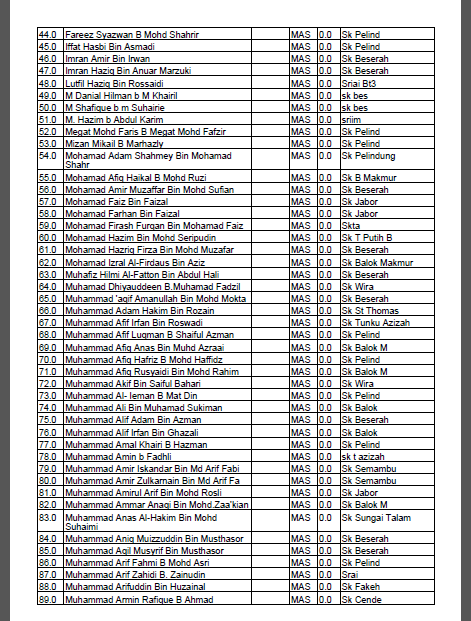 44.0 Fareez Syazwan B Mohd Shahrir MAS 0.0 Sk Pelind
45.0 Iffat Hasbi Bin Asmadi MAS 0.0 Sk Pelind
46.0 Imran Amir Bin Irwan MAS 0.0 Sk Beserah
47.0 Imran Haziq Bin Anuar Marzuki MAS 0.0 Sk Beserah
48.0 Lutfil Haziq Bin Rossaidi MAS 0.0 Sriai Bt3
49.0 M Danial Hilman b M Khairil MAS 0.0 sk bes
50.0 M Shafique b m Suhairie MAS 0.0 sk bes
51.0 M. Hazim b Abdul Karim MAS 0.0 sriim
52.0 Megat Mohd Faris B Megat Mohd Fafzir MAS 0.0 Sk Pelind
53.0 Mizan Mikail B Marhazly MAS 0.0 Sk Pelind
54.0 Mohamad Adam Shahmey Bin Mohamad MAS 0.0 Sk Pelindung
Shahr
55.0 Mohamad Afiq Haikal B Mohd Ruzi MAS 0.0 Sk B Makmur
56.0 Mohamad Amir Muzaffar Bin Mohd Sufian MAS 0.0 Sk Beserah
57.0 Mohamad Faiz Bin Faizal MAS 0.0 Sk Jabor
58.0 Mohamad Farhan Bin Faizal MAS 0.0 Sk Jabor
59.0 Mohamad Firash Furqan Bin Mohamad Faiz MAS 0.0 Skta
60.0 Mohamad Hazim Bin Mohd Seripudin MAS 0.0 Sk T Putih B
61.0 Mohamad Hazriq Firza Bin Mohd Muzafar MAS 0.0 Sk Beserah
62.0 Mohamad Izral Al-Firdaus Bin Aziz MAS 0.0 Sk Balok Makmur
63.0 Muhafiz Hilmi Al-Fatton Bin Abdul Hali MAS 0.0 Sk Beserah
64.0 Muhamad Dhiyauddeen B.Muhamad Fadzil MAS 0.0 Sk Wira
65.0 Muhammad 'aqif Amanullah Bin Mohd Mokta MAS 0.0 Sk Beserah
66.0 Muhammad Adam Hakim Bin Rozain MAS 0.0 Sk St Thomas
67.0 Muhammad Afif Irfan Bin Roswadi MAS 0.0 Sk Tunku Azizah
68.0 Muhammad Afif Luqman B Shaiful Azman MAS 0.0 Sk Pelind
69.0 Muhammad Afiq Anas Bin Muhd Azraai MAS 0.0 Sk Balok M
70.0 Muhammad Afiq Hafriz B Mohd Haffidz MAS 0.0 Sk Pelind
71.0 Muhammad Afiq Rusyaidi Bin Mohd Rahim MAS 0.0 Sk Balok M
72.0 Muhammad Akif Bin Saiful Bahari MAS 0.0 Sk Wira
73.0 Muhammad Al- Ieman B Mat Din MAS 0.0 Sk Pelind
74.0 Muhammad Ali Bin Muhamad Sukiman MAS 0.0 Sk Balok
75.0 Muhammad Alif Adam Bin Azman MAS 0.0 Sk Beserah
76.0 Muhammad Alif Irfan Bin Ghazali MAS 0.0 Sk Balok
77.0 Muhammad Amal Khairi B Hazman MAS 0.0 Sk Pelind
78.0 Muhammad Amin b Fadhli MAS 0.0 sk t azizah
79.0 Muhammad Amir Iskandar Bin Md Arif Fabi MAS 0.0 Sk Semambu
80.0 Muhammad Amir Zulkarnain Bin Md Arif Fa MAS 0.0 Sk Semambu
81.0 Muhammad Amirul Arif Bin Mohd Rosli MAS 0.0 Sk Jabor
82.0 Muhammad Ammar Anaqi Bin Mohd.Zaa'kian MAS 0.0 Sk Balok M
83.0 Muhammad Anas Al-Hakim Bin Mohd MAS 0.0 Sk Sungai Talam
Suhaimi
84.0 Muhammad Aniq Muizzuddin Bin Musthasor MAS 0.0 Sk Beserah
85.0 Muhammad Aqil Musyrif Bin Musthasor MAS 0.0 Sk Beserah
86.0 Muhammad Arif Fahmi B Mohd Asri MAS 0.0 Sk Pelind
87.0 Muhammad Arif Zahidi B. Zainudin MAS 0.0 Srai
88.0 Muhammad Arifuddin Bin Huzainal MAS 0.0 Sk Fakeh
89.0 Muhammad Armin Rafique B Ahmad MAS 0.0 Sk Cende